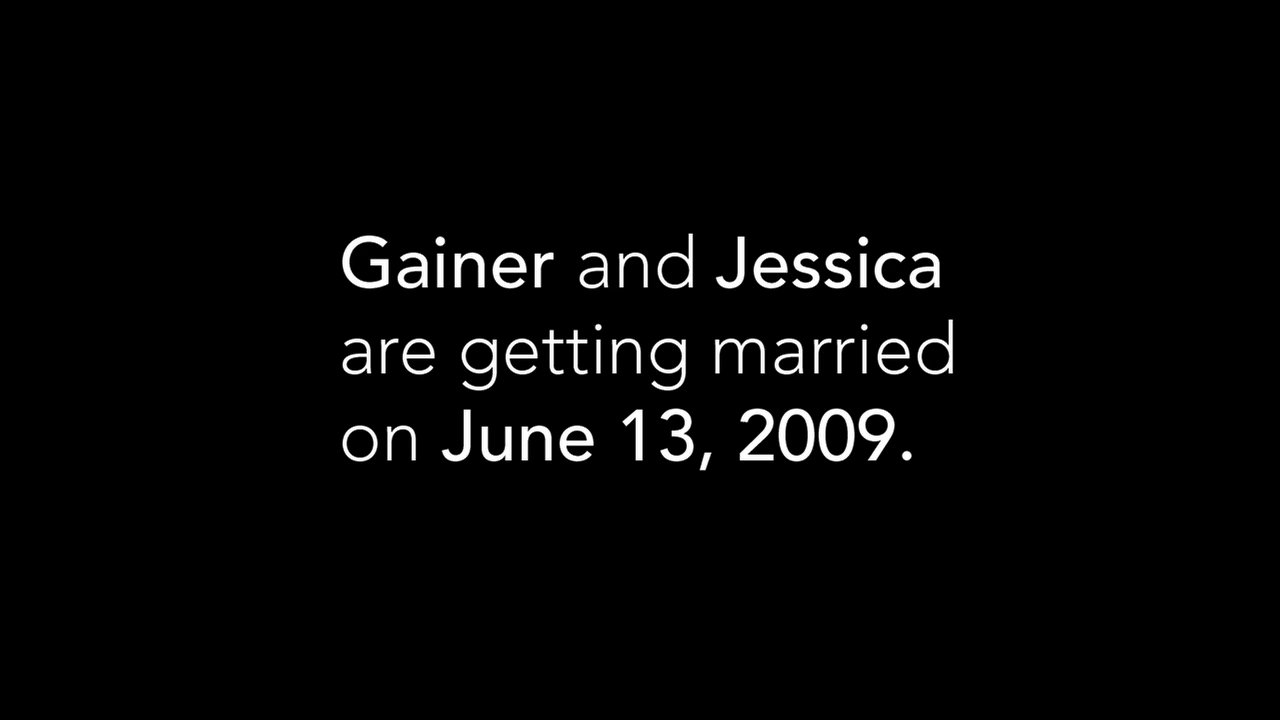 Gainer and Jessica
are getting married
on June 13, 2009.